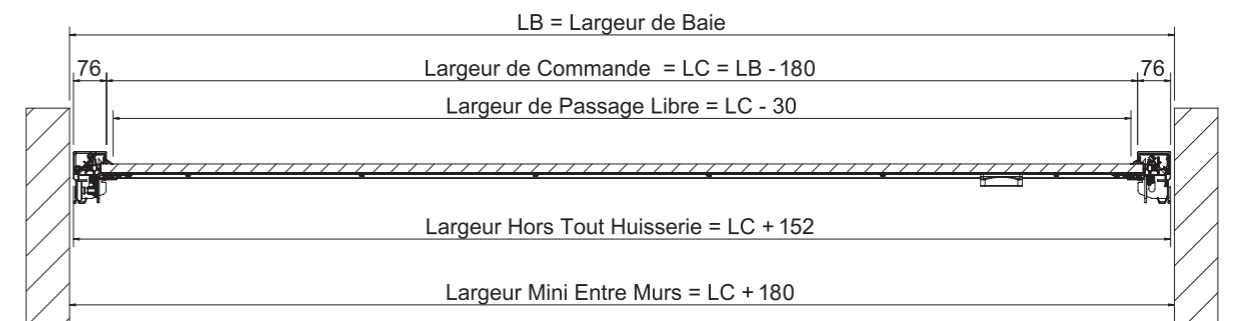 LB = Largeur de Baie
76 Largeur de Commande = LC = LB - 180 76
Largeur de Passage Libre = LC - 30
Largeur Hors Tout Huisserie = LC + 152
Largeur Mini Entre Murs = LC + 180